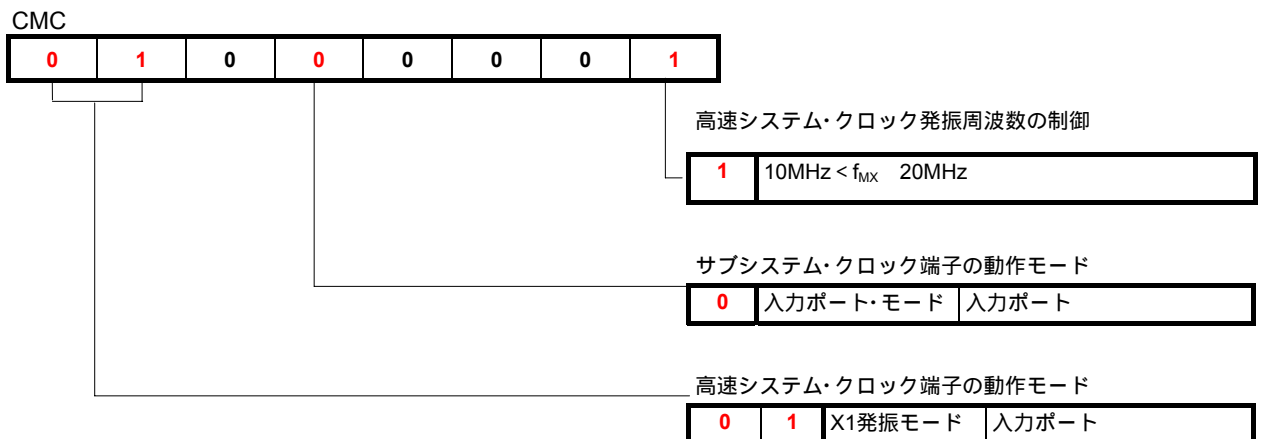 CMC
0 1 0 0 0 0 0 1
高速システム・クロック発振周波数の制御
1 10MHz < fMX 20MHz
サブシステム・クロック端子の動作モード
0 入力ポート・モード 入力ポート
高速システム・クロック端子の動作モード
0 1 X1発振モード 入力ポート